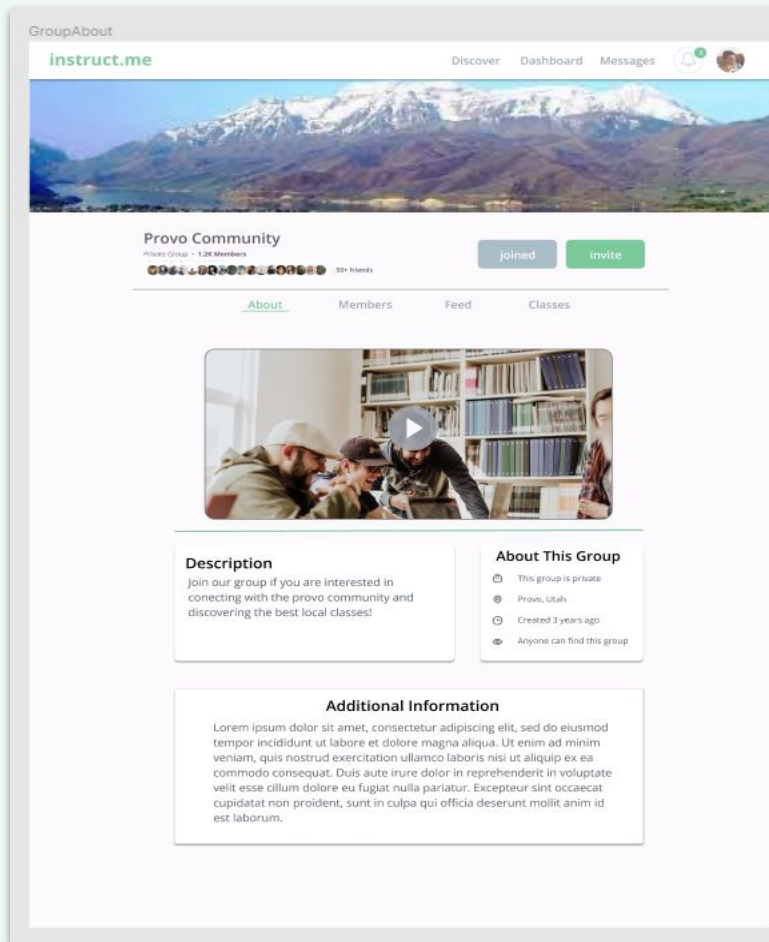 GroupAbout
instruct.me
Discover Dashboard Messages
Provo Community
Private Group • 1.2K Members
50+ friends
joined
invite
About Members Feed Classes
Description
Join our group if you are interested in
conecting with the provo community and
discovering the best local classes!
About This Group
This group is private
Provo, Utah
Created 3 years ago
Anyone can find this group
Additional Information
Lorem ipsum dolor sit amet, consectetur adipiscing elit, sed do eiusmod
tempor incididunt ut labore et dolore magna aliqua. Ut enim ad minim
veniam, quis nostrud exercitation ullamco laboris nisi ut aliquip ex ea
commodo consequat. Duis aute irure dolor in reprehenderit in voluptate
velit esse cillum dolore eu fugiat nulla pariatur. Excepteur sint occaecat
cupidatat non proident, sunt in culpa qui officia deserunt mollit anim id
est laborum.